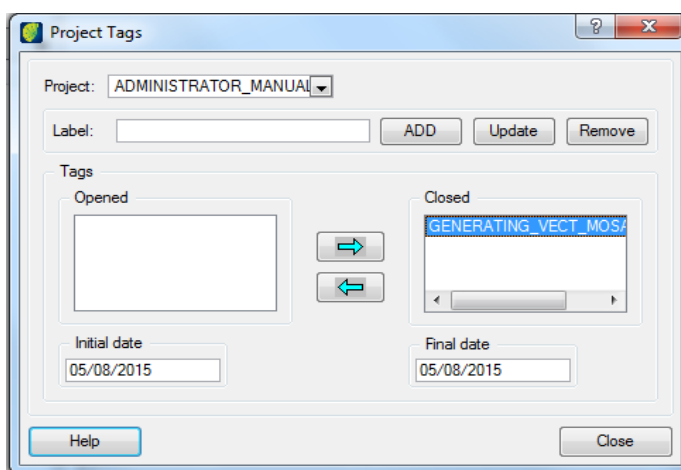 Project Tags
Project: ADMINISTRATOR_MANUAL
Label: ADD Update Remove
Tags
Opened Closed
GENERATING_VECT_MOSA
Initial date Final date
05/08/2015 05/08/2015
Help Close